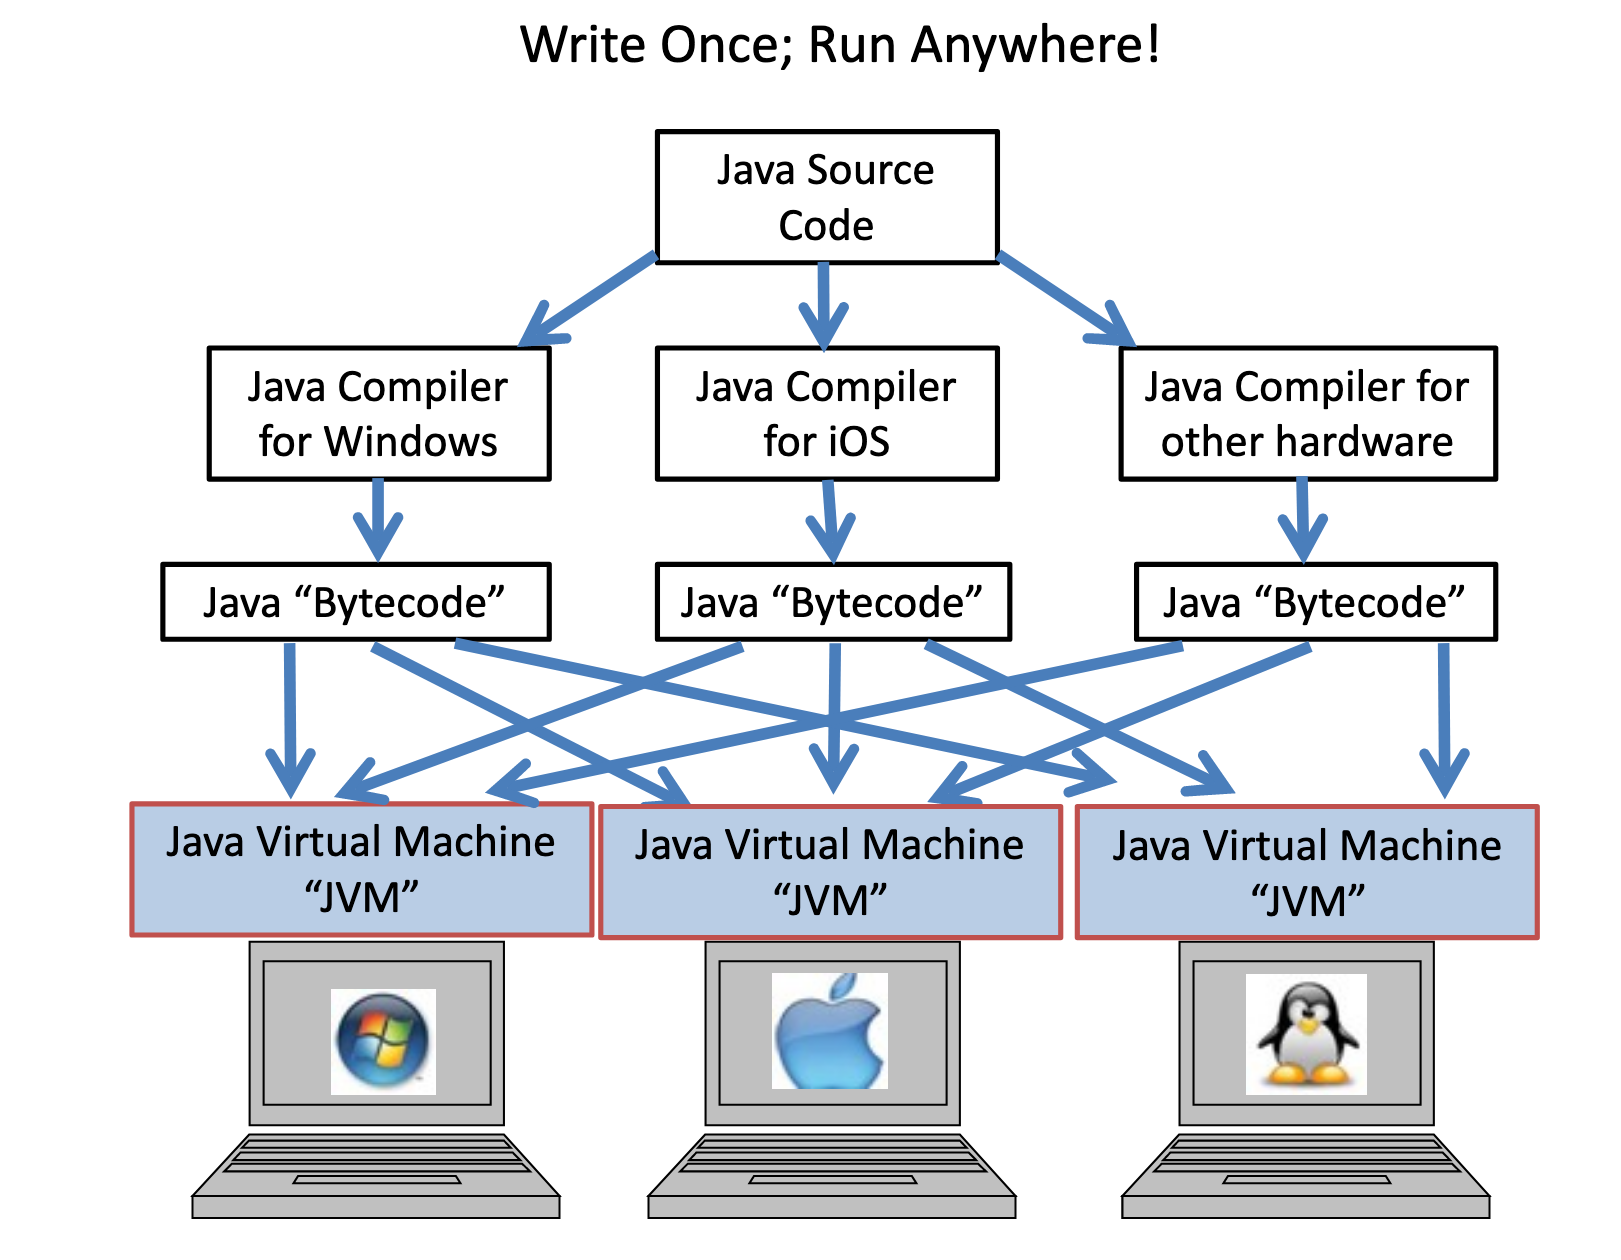 Write Once; Run Anywhere!
Java Source
Code
Java Compiler
for Windows
Java Compiler
for iOS
Java Compiler for
other hardware
Java “Bytecode”
Java “Bytecode”
Java “Bytecode”
Java Virtual Machine
“JVM”
Java Virtual Machine
“JVM”
Java Virtual Machine
“JVM”